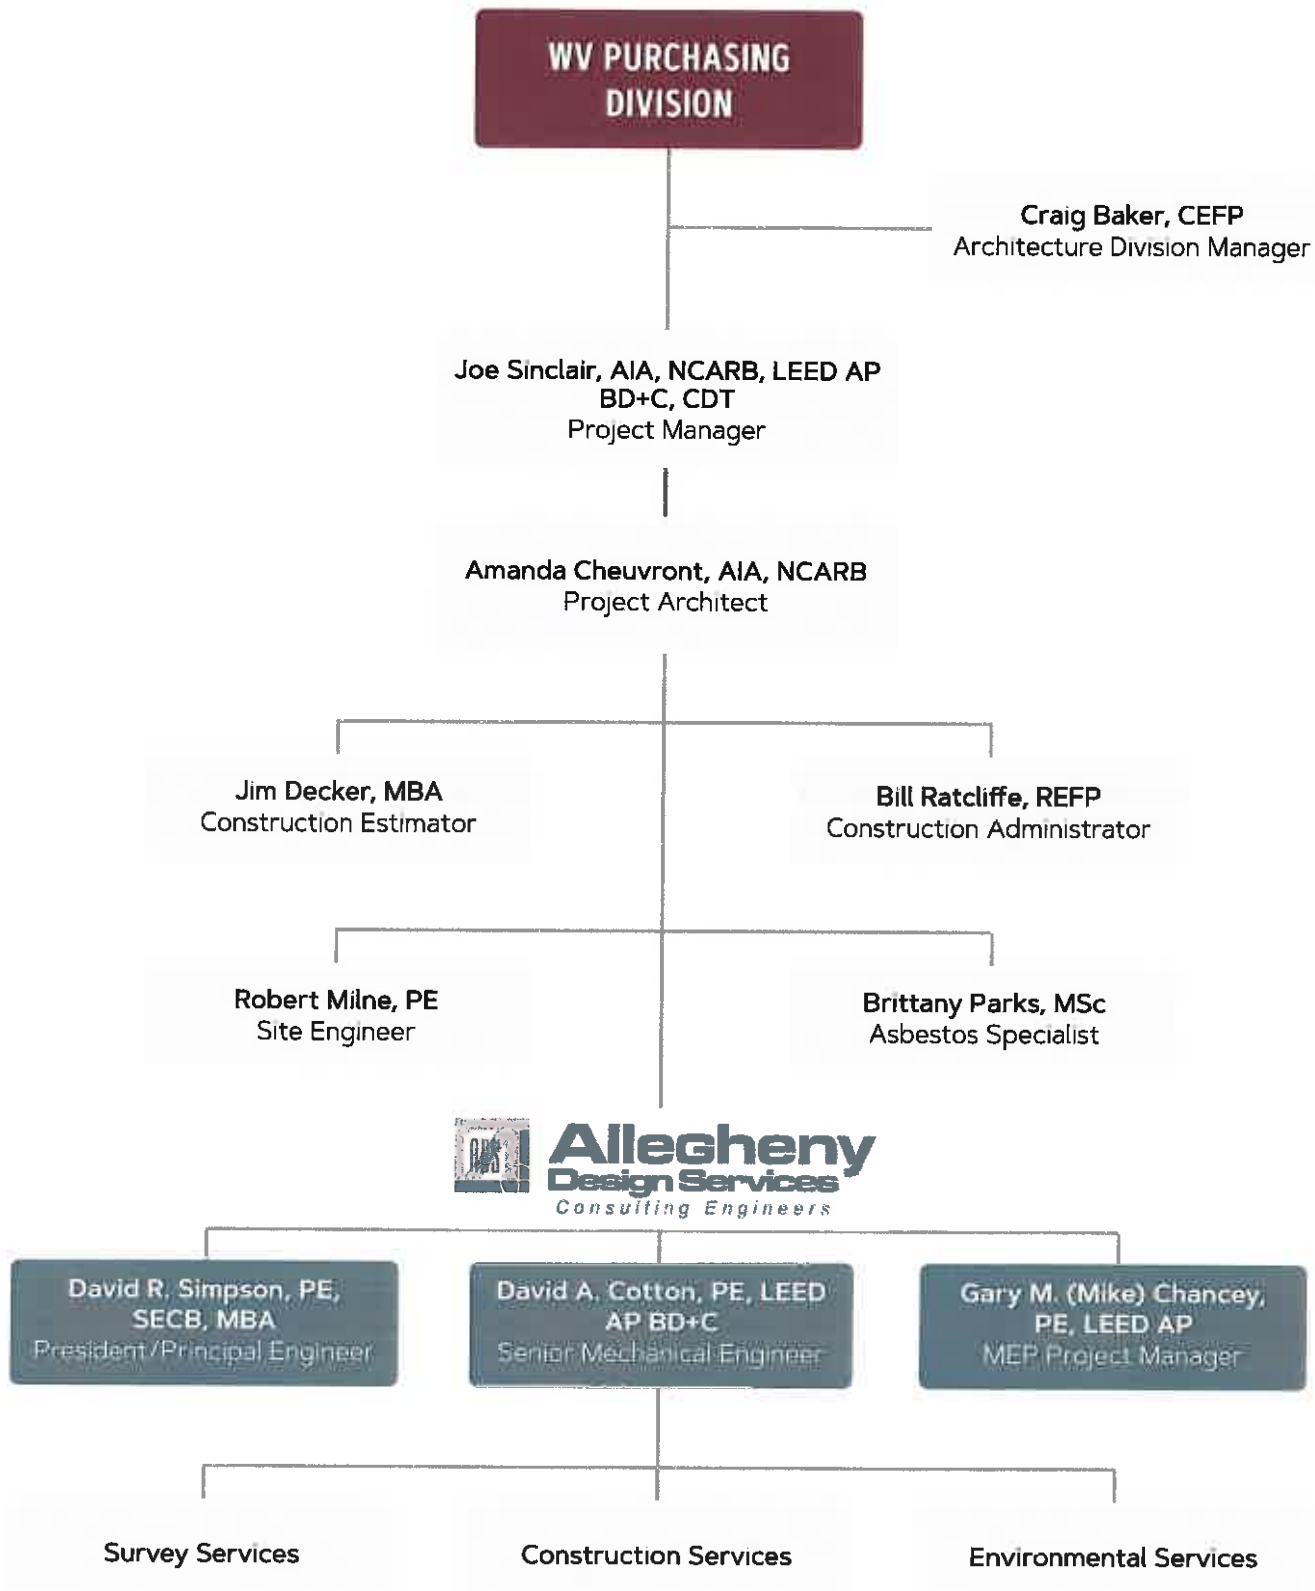 WV PURCHASING
DIVISION
Craig Baker, CEFP
Architecture Division Manager
Joe Sinclair, AIA, NCARB, LEED AP
BD+C, CDT
Project Manager
Amanda Cheuvront, AIA, NCARB
Project Architect
Jim Decker, MBA
Construction Estimator
Bill Ratcliffe, REFP
Construction Administrator
Robert Milne, PE
Site Engineer
Brittany Parks, MSc
Asbestos Specialist
Allegheny
Design Services
Consulting Engineers
David R. Simpson, PE,
SECB, MBA
President/Principal Engineer
David A. Cotton, PE, LEED
AP BD+C
Senior Mechanical Engineer
Gary M. (Mike) Chancey,
PE, LEED AP
MEP Project Manager
Survey Services
Construction Services
Environmental Services